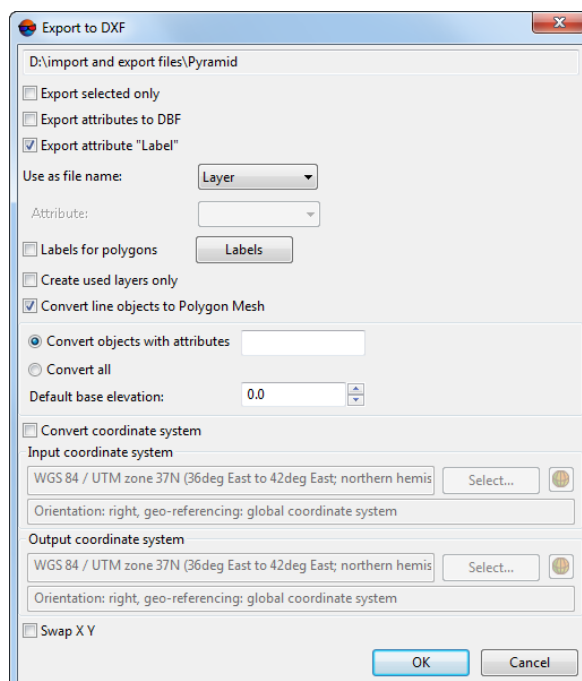 Export to DXF
D:\import and export files\Pyramid
Export selected only
Export attributes to DBF
Export attribute "Label"
Use as file name: Layer
Attribute:
Labels for polygons Labels
Create used layers only
Convert line objects to Polygon Mesh
Convert objects with attributes
Convert all
Default base elevation: 0.0
Convert coordinate system
Input coordinate system
WGS 84 / UTM zone 37N (36deg East to 42deg East; northern hemis Select...
Orientation: right, geo-referencing: global coordinate system
Output coordinate system
WGS 84 / UTM zone 37N (36deg East to 42deg East; northern hemis Select...
Orientation: right, geo-referencing: global coordinate system
Swap X Y
OK Cancel